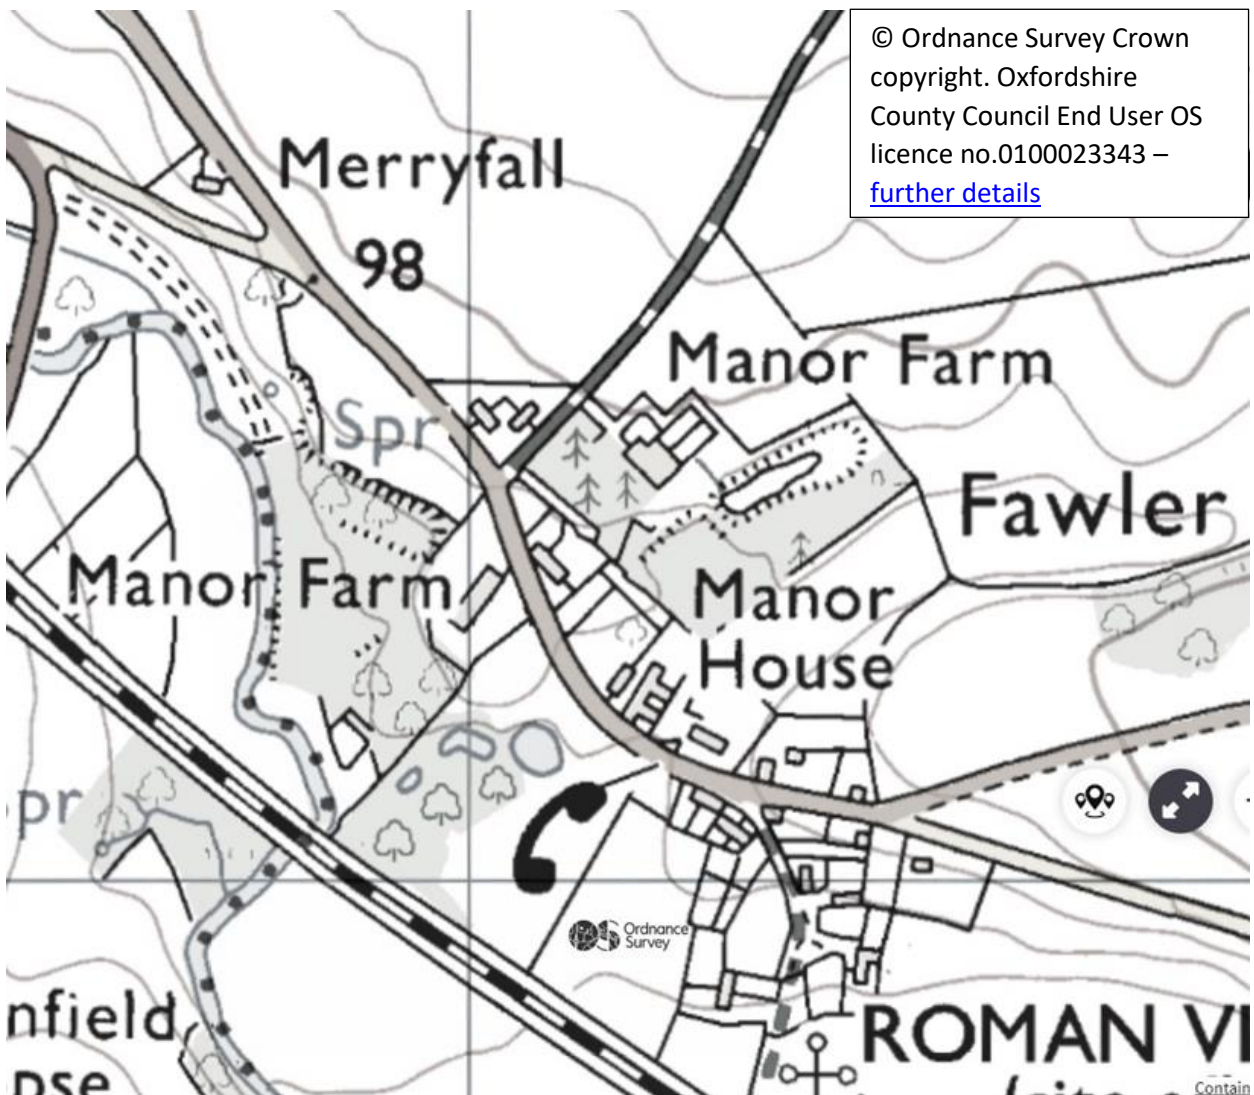 © Ordnance Survey Crown
copyright. Oxfordshire
County Council End User OS
licence no.0100023343 –
further details
Merryfall
98
Manor Farm
Spr
Fawler
Manor Farm
Manor
House
pr
Ordnance
Survey
nfield
pse
ROMAN VI
Contain